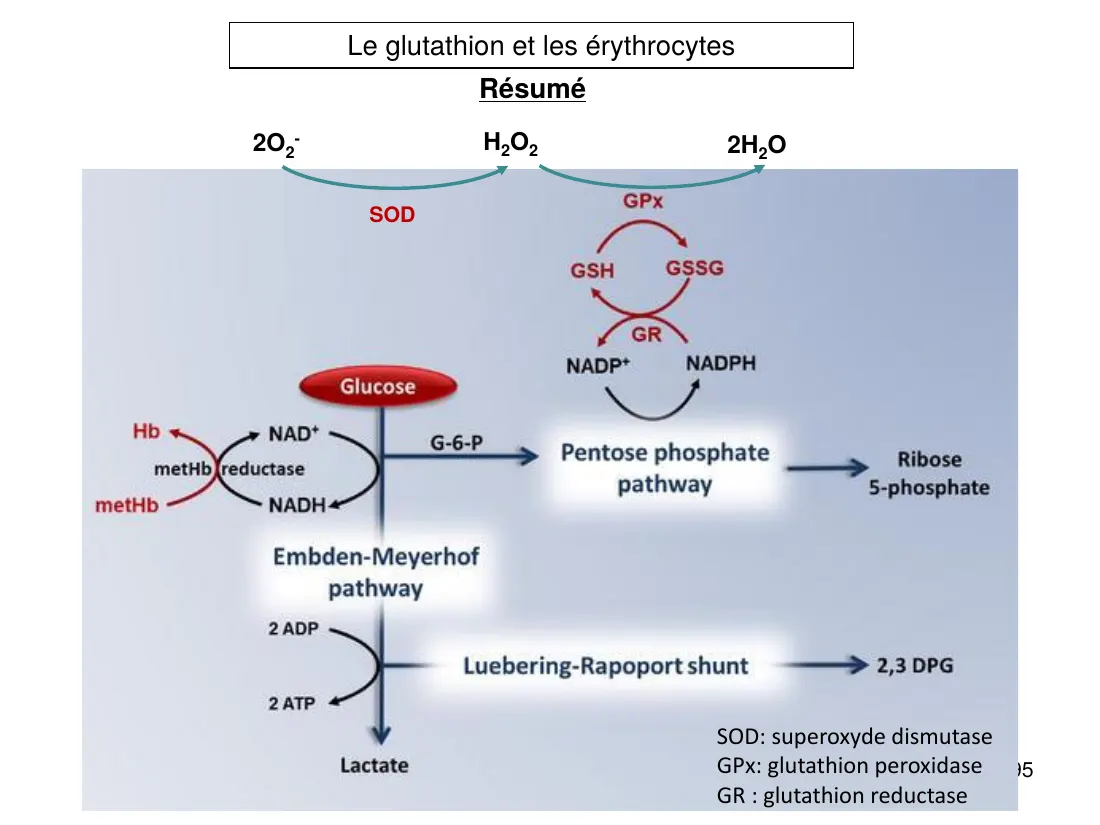 Le glutathion et les érythrocytes
Résumé
2O₂⁻
H₂O₂
2H₂O
SOD
GPx
GSH
GSSG
GR
NADP⁺
NADPH
Glucose
Hb
NAD⁺
G-6-P
metHb reductase
metHb
NADH
Pentose phosphate
pathway
Ribose
5-phosphate
Embden-Meyerhof
pathway
2 ADP
Luebering-Rapoport shunt
2,3 DPG
2 ATP
Lactate
SOD: superoxyde dismutase
GPx: glutathion peroxidase
GR : glutathion reductase
95